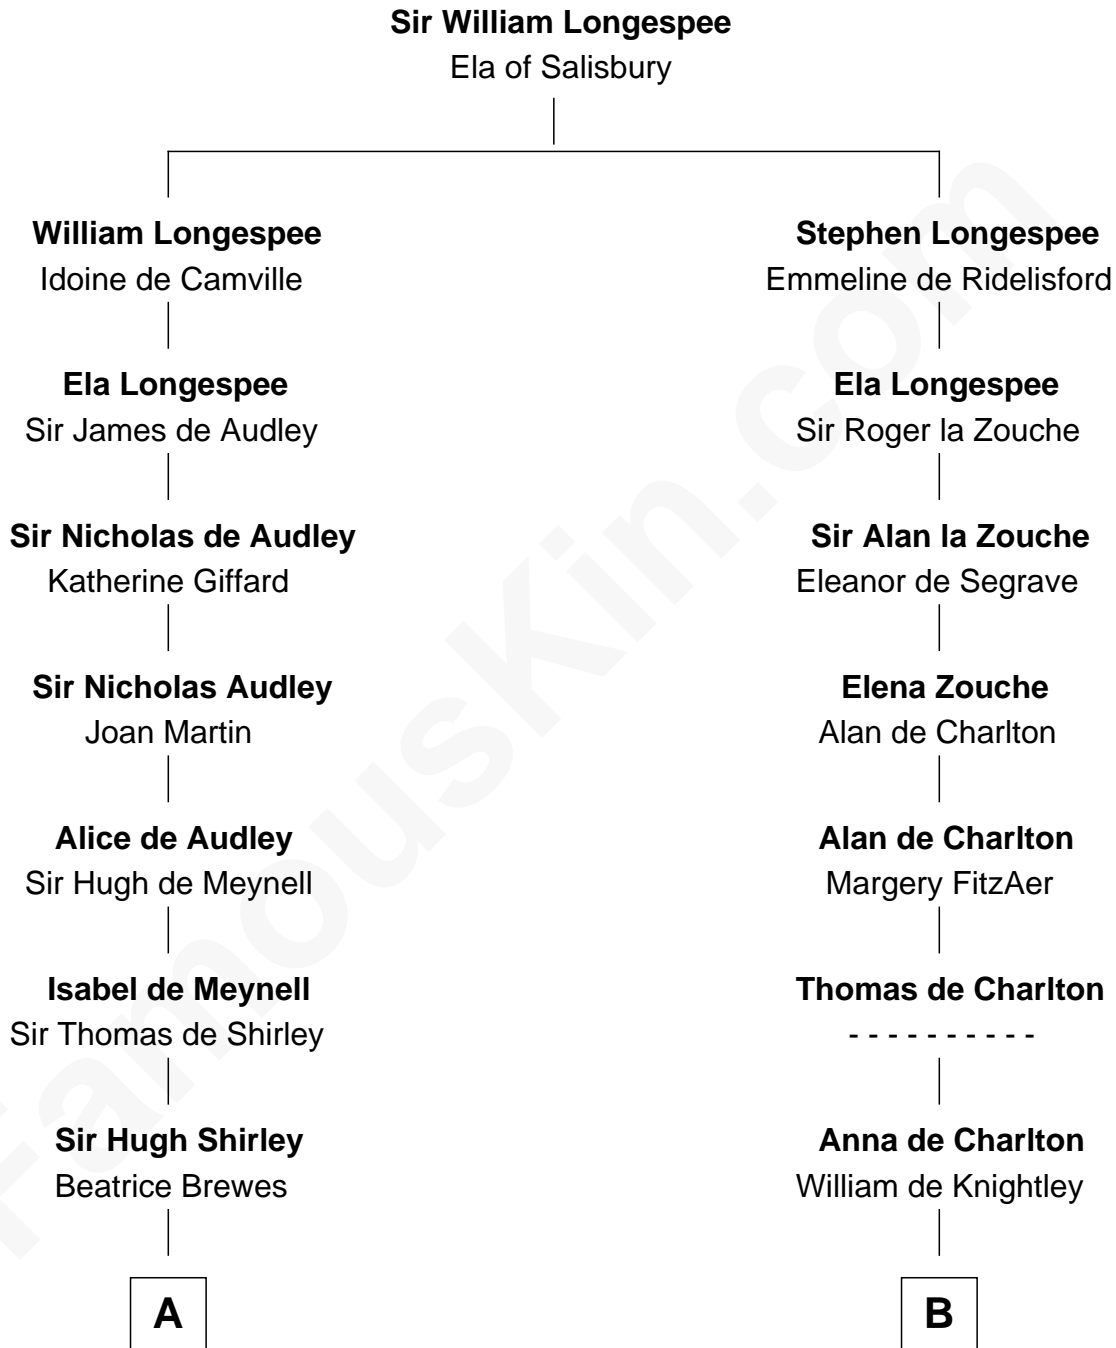 Sir William Longespee
Ela of Salisbury
William Longespee
Idoine de Camville
Ela Longespee
Sir James de Audley
Sir Nicholas de Audley
Katherine Giffard
Sir Nicholas Audley
Joan Martin
Alice de Audley
Sir Hugh de Meynell
Isabel de Meynell
Sir Thomas de Shirley
Sir Hugh Shirley
Beatrice Brewes
A
Stephen Longespee
Emmeline de Ridelisford
Ela Longespee
Sir Roger la Zouche
Sir Alan la Zouche
Eleanor de Segrave
Elena Zouche
Alan de Charlton
Alan de Charlton
Margery FitzAer
Thomas de Charlton
- - - - - - - - - -
Anna de Charlton
William de Knightley
B
FamousKin.com